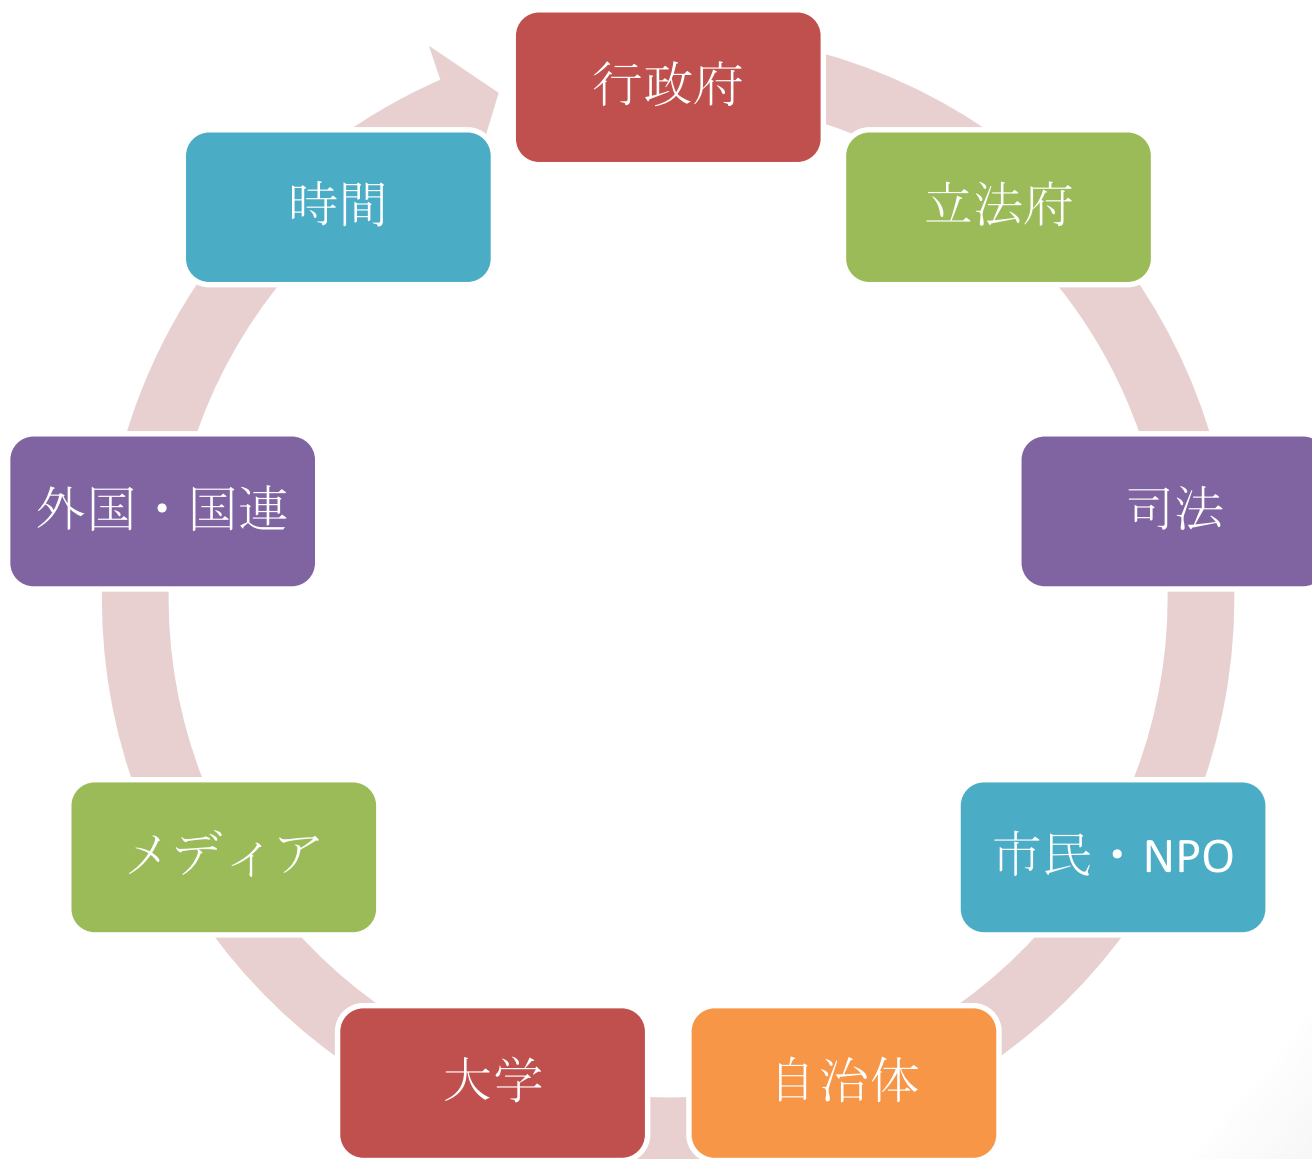 行政府
立法府
司法
市民・NPO
自治体
大学
メディア
外国・国連
時間